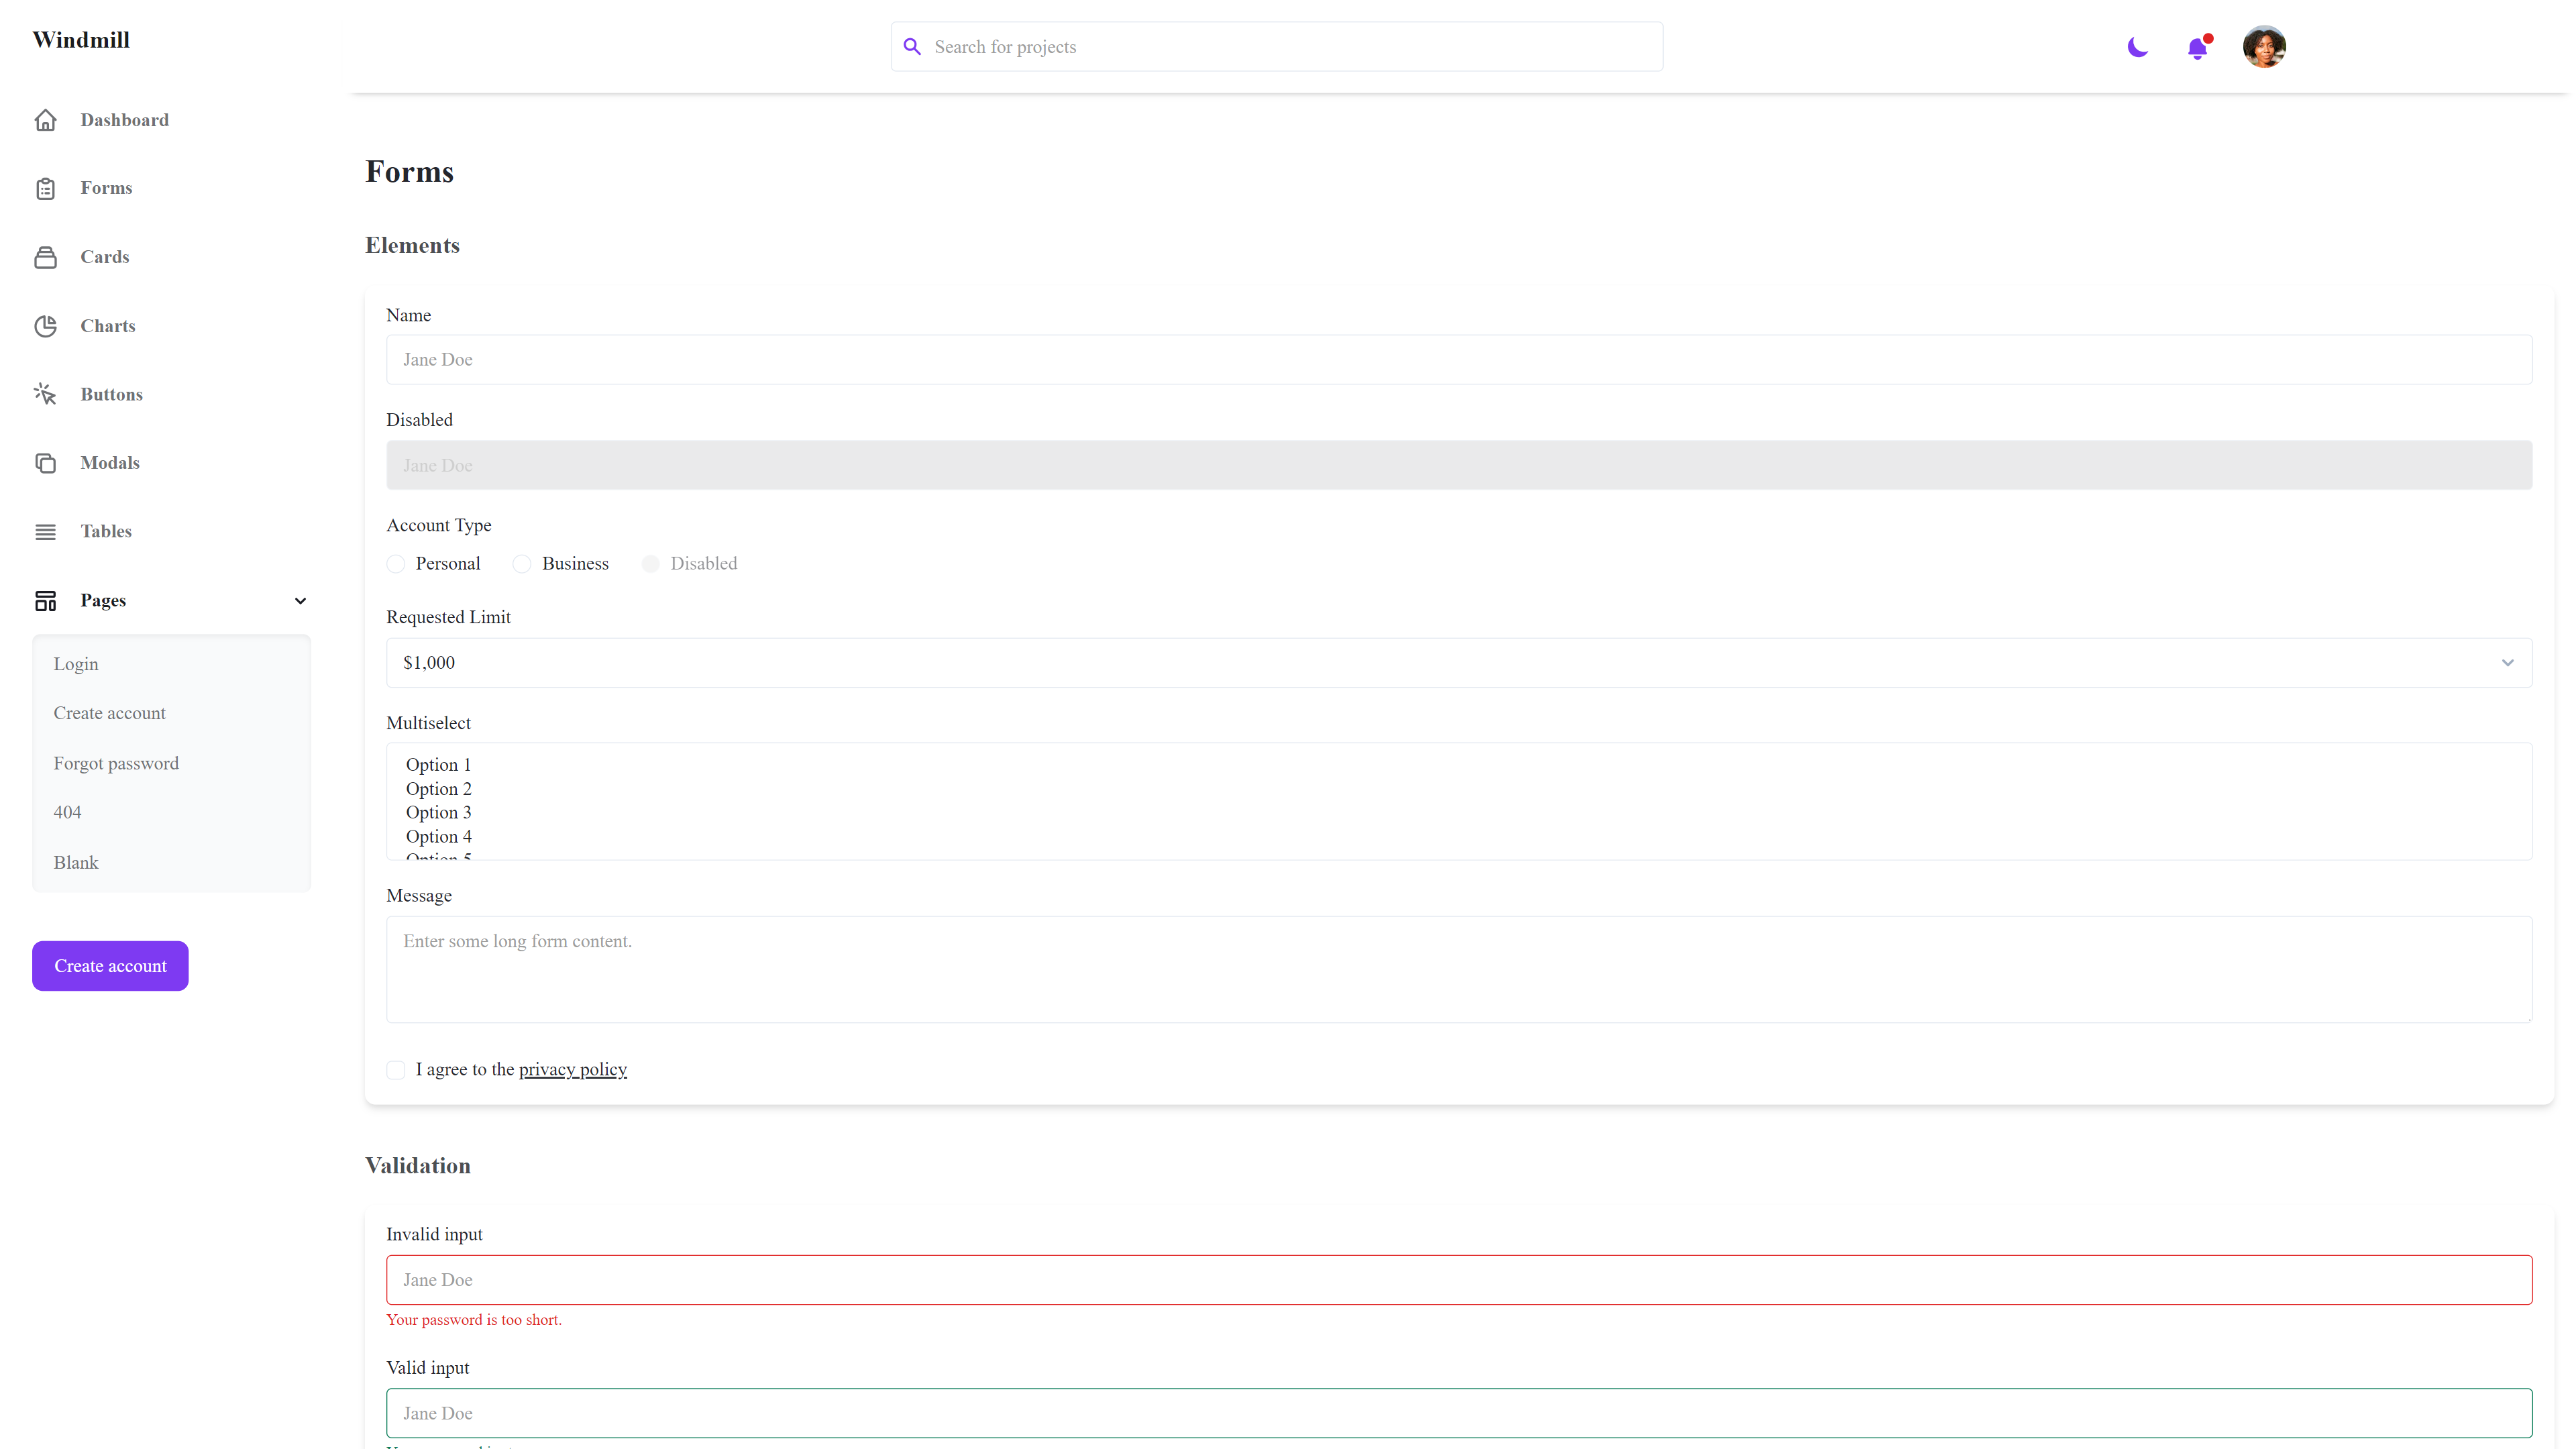 Windmill
Search for projects
Dashboard
Forms
Cards
Charts
Buttons
Modals
Tables
Pages
Login
Create account
Forgot password
404
Blank
Create account
Forms
Elements
Name
Jane Doe
Disabled
Jane Doe
Account Type
Personal Business Disabled
Requested Limit
$1,000
Multiselect
Option 1
Option 2
Option 3
Option 4
Option 5
Message
Enter some long form content.
I agree to the privacy policy
Validation
Invalid input
Jane Doe
Your password is too short.
Valid input
Jane Doe